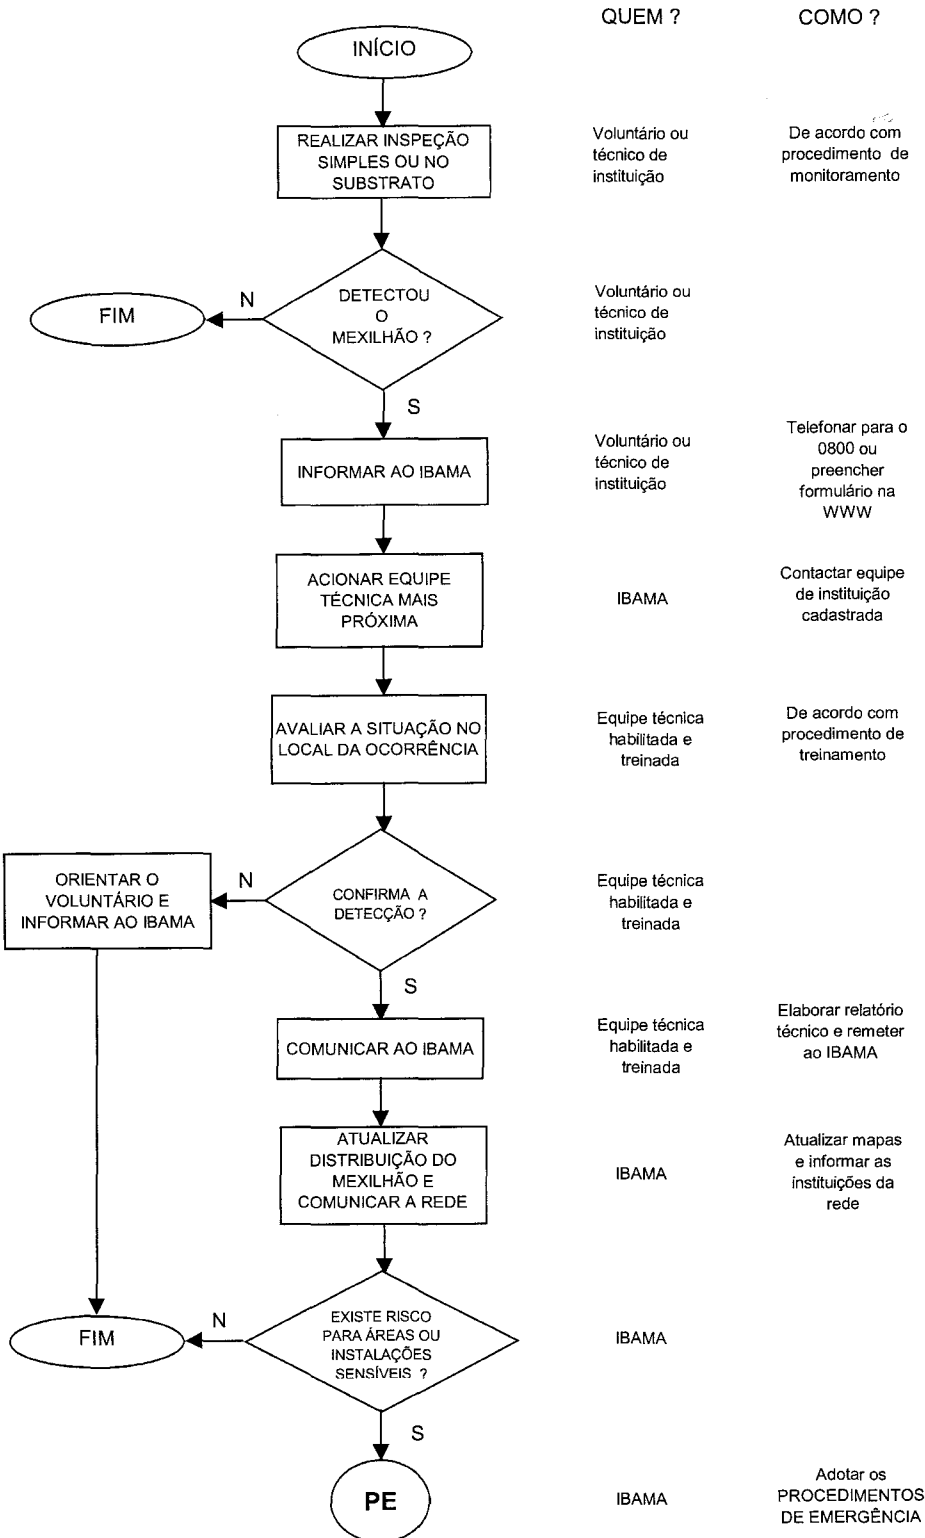 QUEM ?
COMO ?
INÍCIO
REALIZAR INSPEÇÃO
SIMPLES OU NO
SUBSTRATO
Voluntário ou
técnico de
instituição
De acordo com
procedimento de
monitoramento
DETECTOU
O
MEXILHÃO ?
N
FIM
Voluntário ou
técnico de
instituição
S
INFORMAR AO IBAMA
Voluntário ou
técnico de
instituição
Telefonar para o
0800 ou
preencher
formulário na
WWW
ACIONAR EQUIPE
TÉCNICA MAIS
PRÓXIMA
IBAMA
Contactar equipe
de instituição
cadastrada
AVALIAR A SITUAÇÃO NO
LOCAL DA OCORRÊNCIA
Equipe técnica
habilitada e
treinada
De acordo com
procedimento de
treinamento
CONFIRMA A
DETECÇÃO ?
N
ORIENTAR O
VOLUNTÁRIO E
INFORMAR AO IBAMA
Equipe técnica
habilitada e
treinada
S
COMUNICAR AO IBAMA
Equipe técnica
habilitada e
treinada
Elaborar relatório
técnico e remeter
ao IBAMA
ATUALIZAR
DISTRIBUIÇÃO DO
MEXILHÃO E
COMUNICAR A REDE
IBAMA
Atualizar mapas
e informar as
instituições da
rede
EXISTE RISCO
PARA ÁREAS OU
INSTALAÇÕES
SENSÍVEIS ?
N
FIM
IBAMA
S
PE
IBAMA
Adotar os
PROCEDIMENTOS
DE EMERGÊNCIA